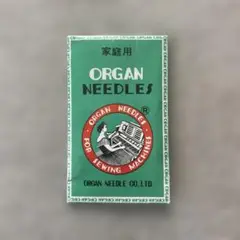 家庭用
ORGAN
NEEDLES
®
ORGAN NEEDLES
FOR SEWING MACHINES
ORGAN NEEDLE CO.,LTD